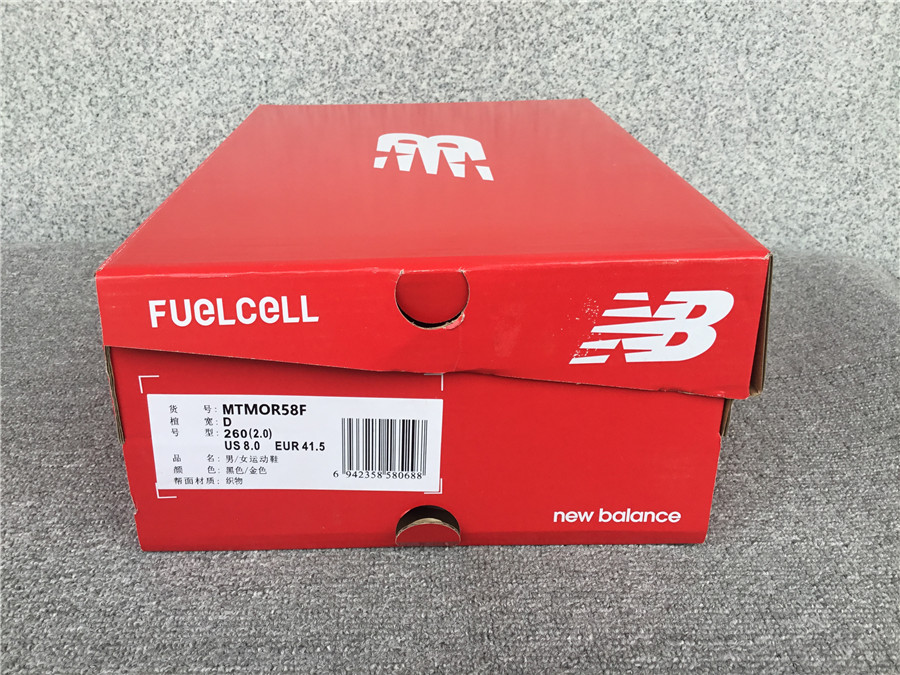 FUELCELL
NB
货 号: MTMOR58F
楦 宽: D
号 型: 260(2.0)
US 8.0 EUR 41.5
品 名: 男/女运动鞋
颜 色: 黑色/金色
帮面材质: 织物
6 942358 580688
new balance